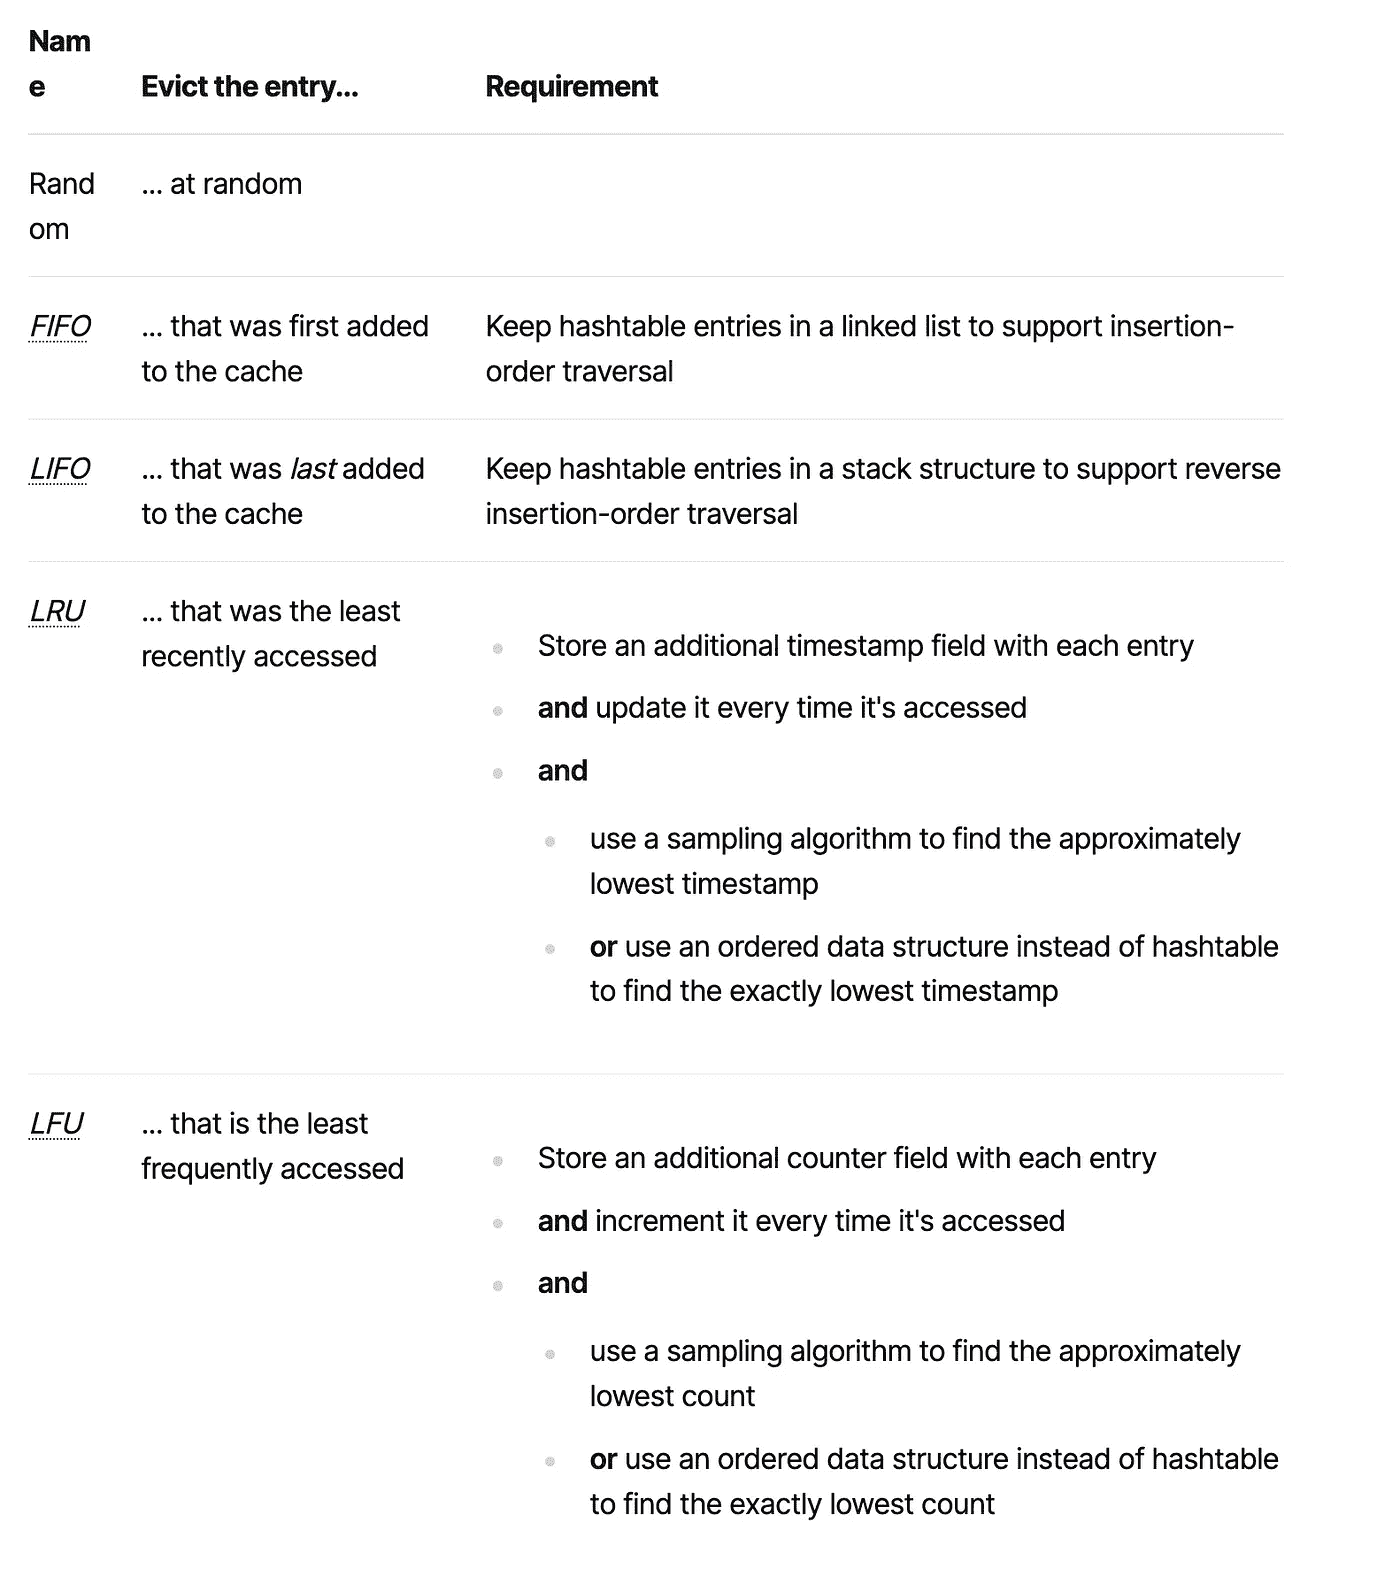 Nam
e
Evict the entry...
Requirement
Rand
om
... at random
FIFO
... that was first added
to the cache
Keep hashtable entries in a linked list to support insertion-
order traversal
LIFO
... that was last added
to the cache
Keep hashtable entries in a stack structure to support reverse
insertion-order traversal
LRU
... that was the least
recently accessed
Store an additional timestamp field with each entry
and update it every time it's accessed
and
use a sampling algorithm to find the approximately
lowest timestamp
or use an ordered data structure instead of hashtable
to find the exactly lowest timestamp
LFU
... that is the least
frequently accessed
Store an additional counter field with each entry
and increment it every time it's accessed
and
use a sampling algorithm to find the approximately
lowest count
or use an ordered data structure instead of hashtable
to find the exactly lowest count